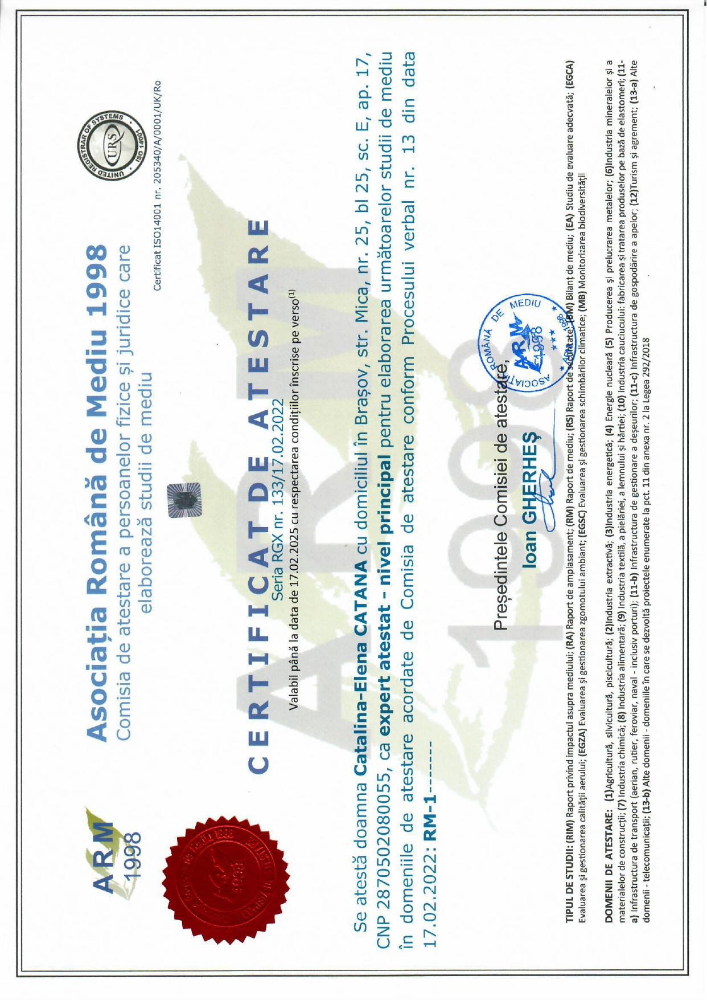 ARM
1998
Asociația Română de Mediu 1998
Comisia de atestare a persoanelor fizice și juridice care
elaborează studii de mediu
UNITED REGISTRAR OF SYSTEMS
URS
ISO 14001
Certificat ISO14001 nr. 205340/A/0001/UK/Ro
CERTIFICAT DE ATESTARE
Seria RGX nr. 133/17.02.2022
Valabil până la data de 17.02.2025 cu respectarea condițiilor înscrise pe verso(1)
Se atestă doamna Catalina-Elena CATANA cu domiciliul în Brașov, str. Mica, nr. 25, bl 25, sc. E, ap. 17,
CNP 2870502080055, ca expert atestat - nivel principal pentru elaborarea următoarelor studii de mediu
în domeniile de atestare acordate de Comisia de atestare conform Procesului verbal nr. 13 din data
17.02.2022: RM-1-------
Președintele Comisiei de atestare,
Ioan GHERHEȘ
ASOCIAȚIA ROMÂNĂ DE MEDIU
ARM
1998
★ ARM 1998 ★
ARM
1998
TIPUL DE STUDII: (RIM) Raport privind impactul asupra mediului; (RA) Raport de amplasament; (RM) Raport de mediu; (RS) Raport de securitate; (BM) Bilanț de mediu; (EA) Studiu de evaluare adecvată; (EGCA)
Evaluarea și gestionarea calității aerului; (EGZA) Evaluarea și gestionarea zgomotului ambiant; (EGSC) Evaluarea și gestionarea schimbărilor climatice; (MB) Monitorizarea biodiversității
DOMENII DE ATESTARE: (1)Agricultură, silvicultură, piscicultură; (2)Industria extractivă; (3)Industria energetică; (4) Energie nucleară (5) Producerea și prelucrarea metalelor; (6)Industria mineralelor și a
materialelor de construcții; (7) Industria chimică; (8) Industria alimentară; (9) Industria textilă, a pielăriei, a lemnului și hârtiei; (10) Industria cauciucului: fabricarea și tratarea produselor pe bază de elastomeri; (11-
a) Infrastructura de transport (aerian, rutier, feroviar, naval - inclusiv porturi); (11-b) Infrastructura de gestionare a deșeurilor; (11-c) Infrastructura de gospodărire a apelor; (12)Turism și agrement; (13-a) Alte
domenii - telecomunicații; (13-b) Alte domenii - domeniile în care se dezvoltă proiectele enumerate la pct. 11 din anexa nr. 2 la Legea 292/2018